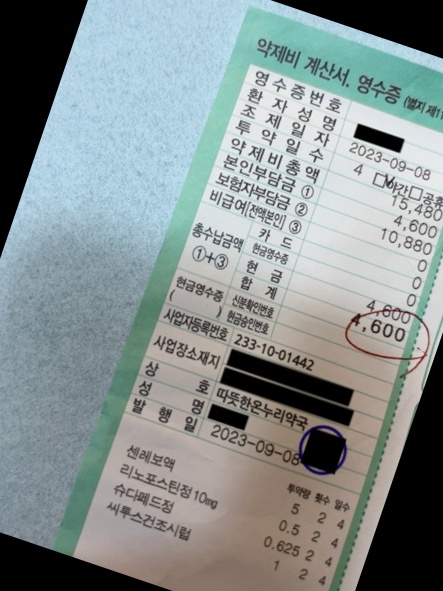 약제비 계산서.영수증 (별지 제11
영수증번호
환자성명
조제일자 2023-09-08
투약일수 4 □야간□공휴
약제비총액 15,480
본인부담금 ① 4,600
보험자부담금 ② 10,880
비급여(전액본인) ③ 0
총수납금액 ①+③
카드 0
현금영수증 0
현금 4,600
합계 4,600
현금영수증 ( )
신분확인번호
현금승인번호
사업자등록번호 233-10-01442
사업장소재지
상호 따뜻한온누리약국
성명
발행일 2023-09-08
투약량 횟수 일수
센레보액 5 2 4
리노포스틴정 10mg 0.5 2 4
슈다페드정 0.625 2 4
씨투스건조시럽 1 2 4